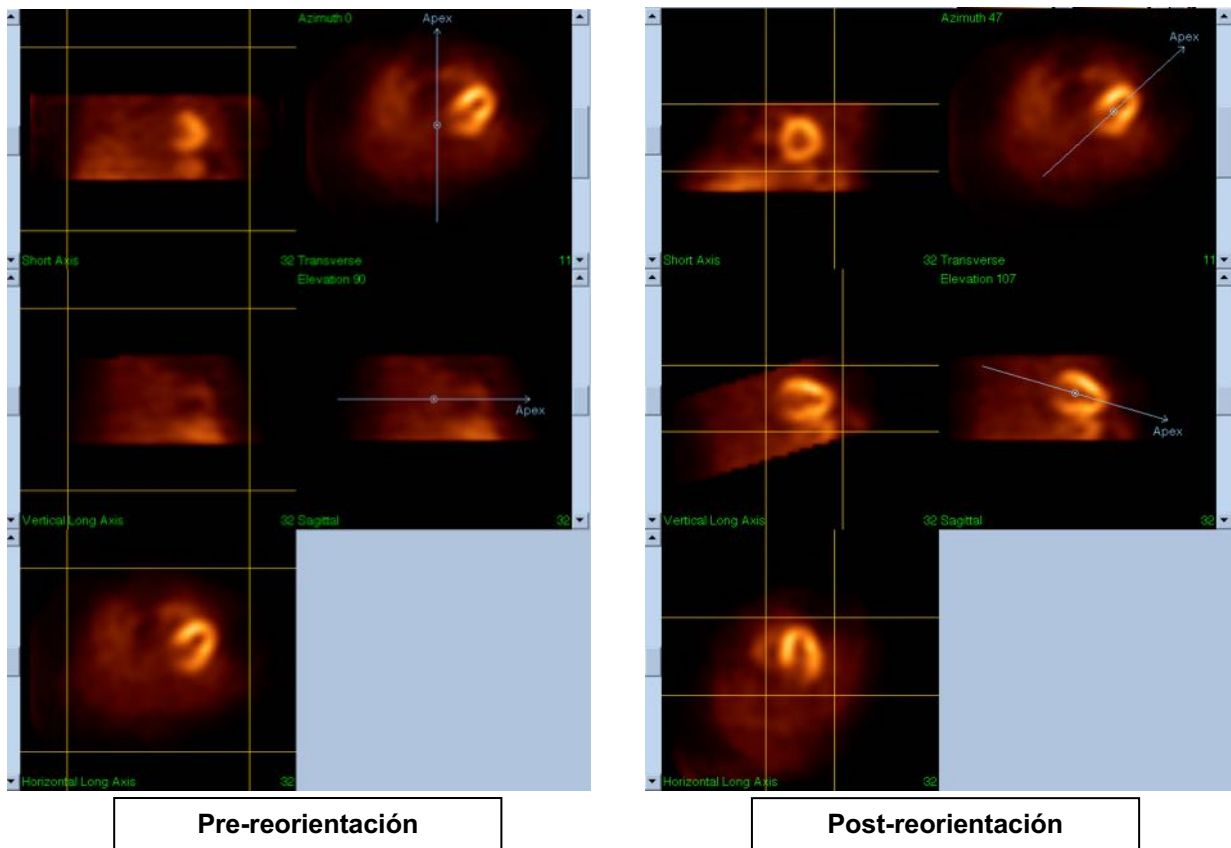 Azimuth 0
Apex
Short Axis
32
Transverse
11
Elevation 90
Apex
Vertical Long Axis
32
Sagittal
32
Horizontal Long Axis
32
Pre-reorientación
Azimuth 47
Apex
Short Axis
32
Transverse
11
Elevation 107
Apex
Vertical Long Axis
32
Sagittal
32
Horizontal Long Axis
32
Post-reorientación